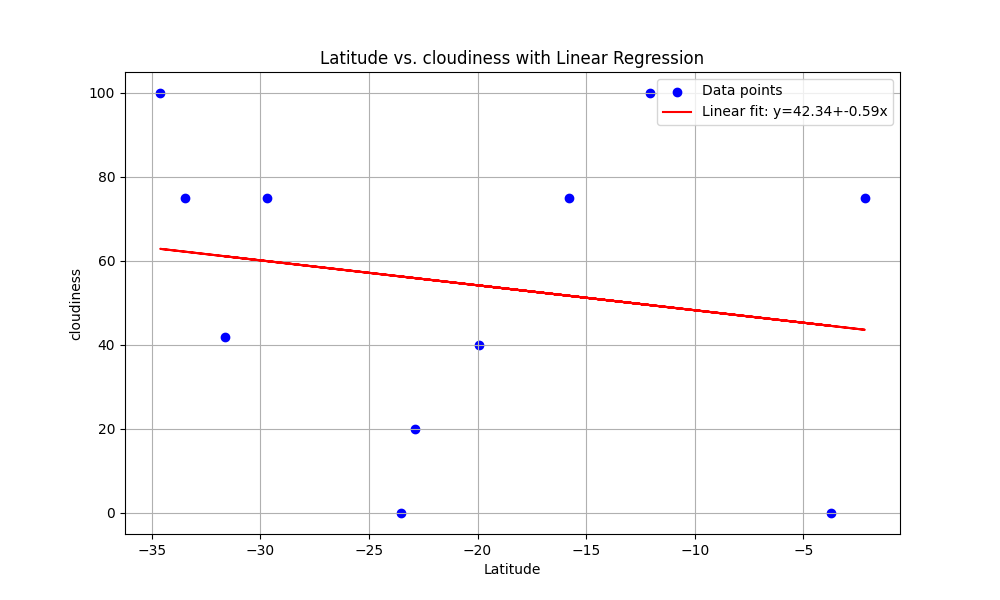 Latitude vs. cloudiness with Linear Regression
Data points
Linear fit: y=42.34+-0.59x
100
80
60
40
20
0
cloudiness
−35
−30
−25
−20
−15
−10
−5
Latitude